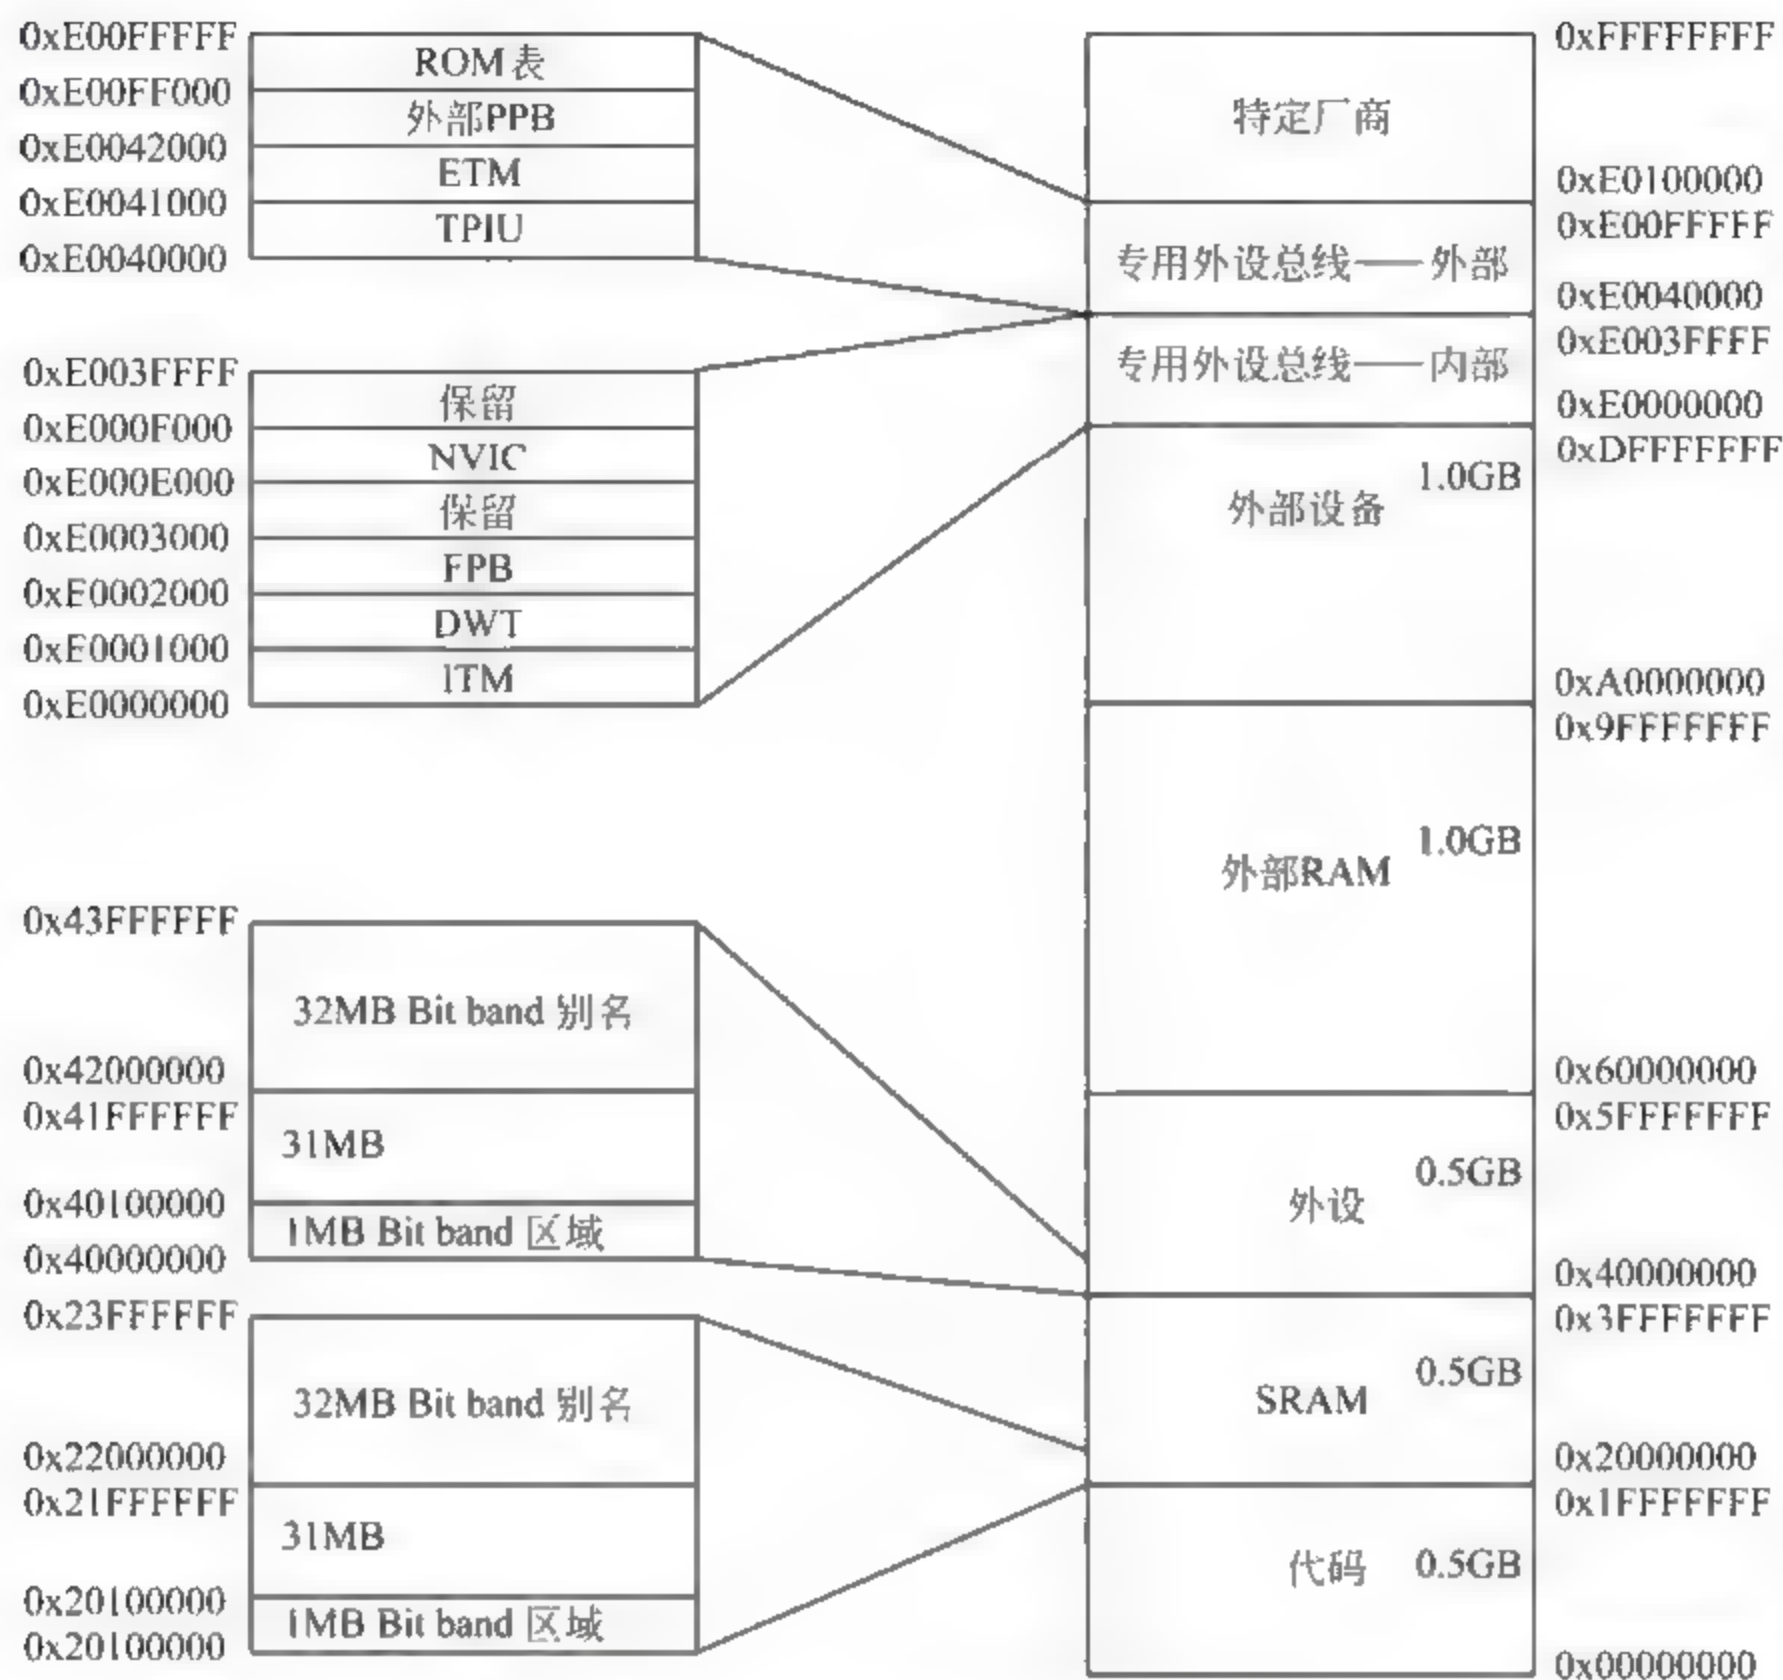 0xE00FFFFF
ROM表
0xE00FF000
外部PPB
0xE0042000
ETM
0xE0041000
TPIU
0xE0040000
0xE003FFFF
保留
0xE000F000
NVIC
0xE000E000
保留
0xE0003000
FPB
0xE0002000
DWT
0xE0001000
ITM
0xE0000000
0x43FFFFFF
32MB Bit band 别名
0x42000000
0x41FFFFFF
31MB
0x40100000
1MB Bit band 区域
0x40000000
0x23FFFFFF
32MB Bit band 别名
0x22000000
0x21FFFFFF
31MB
0x20100000
1MB Bit band 区域
0x20100000
0xFFFFFFFF
特定厂商
0xE0100000
0xE00FFFFF
专用外设总线——外部
0xE0040000
0xE003FFFF
专用外设总线——内部
0xE0000000
0xDFFFFFFF
1.0GB
外部设备
0xA0000000
0x9FFFFFFF
1.0GB
外部RAM
0x60000000
0x5FFFFFFF
0.5GB
外设
0x40000000
0x3FFFFFFF
0.5GB
SRAM
0x20000000
0x1FFFFFFF
代码 0.5GB
0x00000000